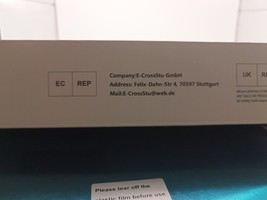 EC REP
Company:E-CrossStu GmbH
Address: Felix-Dahn-Str 4, 70597 Stuttgart
Mail:E-CrossStu@web.de
UK
Please tear off the
plastic film before use